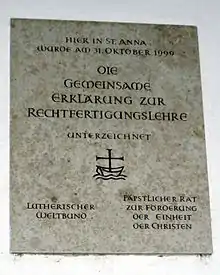 HIER IN ST. ANNA
WURDE AM 31. OKTOBER 1999
DIE
GEMEINSAME
ERKLÄRUNG ZUR
RECHTFERTIGUNGSLEHRE
UNTERZEICHNET
LUTHERISCHER
WELTBUND
PÄPSTLICHER RAT
ZUR FÖRDERUNG
DER EINHEIT
DER CHRISTEN